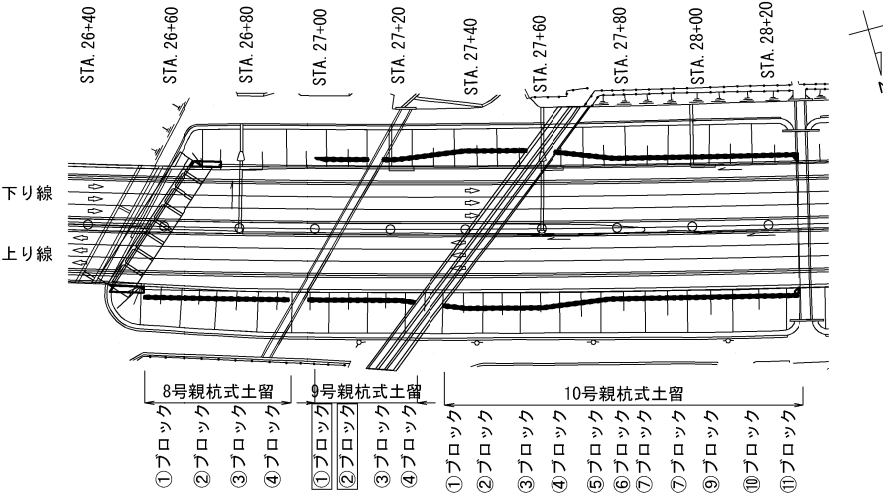 STA. 26+40
STA. 26+60
STA. 26+80
STA. 27+00
STA. 27+20
STA. 27+40
STA. 27+60
STA. 27+80
STA. 28+00
STA. 28+20
下り線
上り線
8号親杭式土留
9号親杭式土留
10号親杭式土留
①ブロック
②ブロック
③ブロック
④ブロック
①ブロック
②ブロック
③ブロック
④ブロック
①ブロック
②ブロック
③ブロック
④ブロック
⑤ブロック
⑥ブロック
⑦ブロック
⑦ブロック
⑨ブロック
⑩ブロック
⑪ブロック